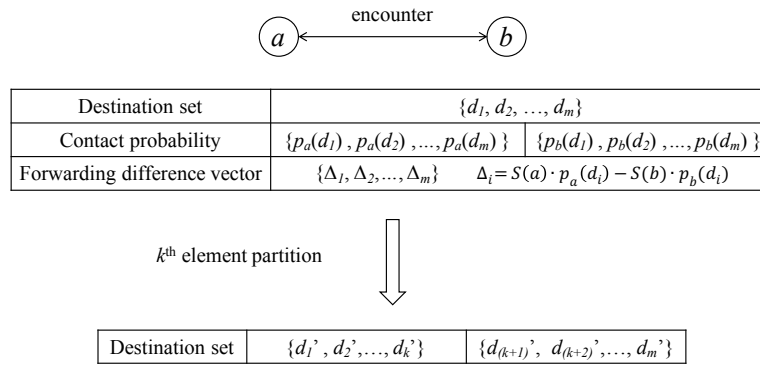 encounter
a b
Destination set {d1, d2, …, dm}
Contact probability {pa(d1) , pa(d2) ,..., pa(dm) } {pb(d1) , pb(d2) ,..., pb(dm) }
Forwarding difference vector {Δ1, Δ2,..., Δm} Δi= S(a)· pa(di) − S(b)· pb(di)
kth element partition
Destination set {d1’ , d2’,…, dk’} {d(k+1)’, d(k+2)’,…, dm’}